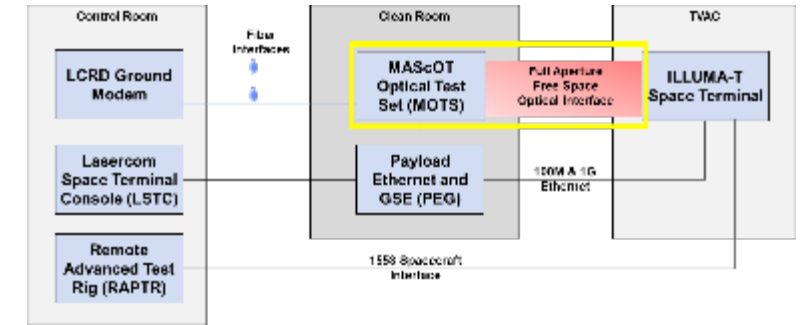 Control Room
Clean Room
TVAC
Fiber
Interfaces
LCRD Ground
Modem
MAScOT
Optical Test
Set (MOTS)
Full Aperture
Free Space
Optical Interface
ILLUMA-T
Space Terminal
Lasercom
Space Terminal
Console (LSTC)
Payload
Ethernet and
GSE (PEG)
100M & 1G
Ethernet
Remote
Advanced Test
Rig (RAPTR)
1553 Spacecraft
Interface